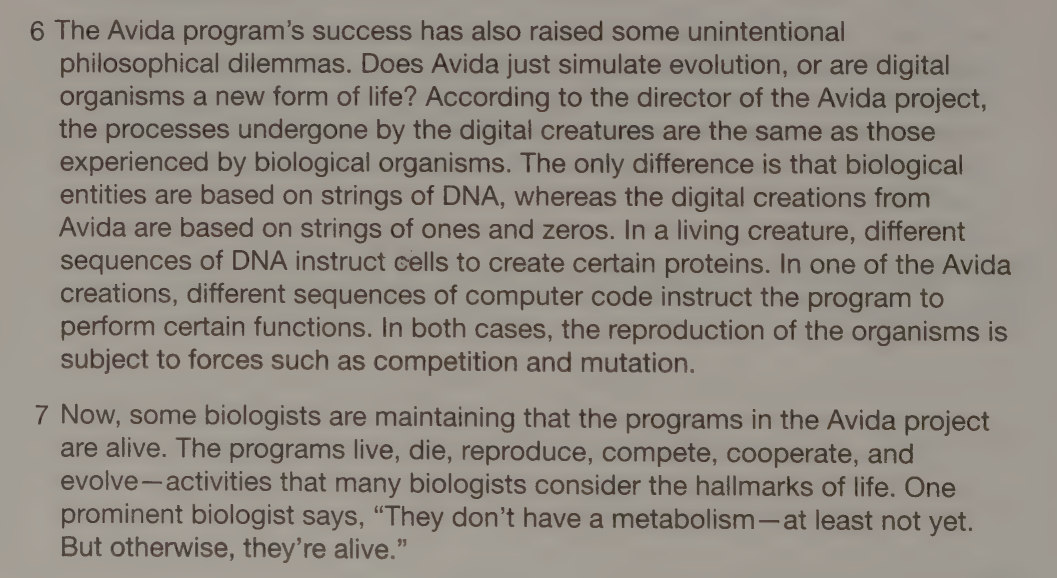 6 The Avida program's success has also raised some unintentional
philosophical dilemmas. Does Avida just simulate evolution, or are digital
organisms a new form of life? According to the director of the Avida project,
the processes undergone by the digital creatures are the same as those
experienced by biological organisms. The only difference is that biological
entities are based on strings of DNA, whereas the digital creations from
Avida are based on strings of ones and zeros. In a living creature, different
sequences of DNA instruct cells to create certain proteins. In one of the Avida
creations, different sequences of computer code instruct the program to
perform certain functions. In both cases, the reproduction of the organisms is
subject to forces such as competition and mutation.
7 Now, some biologists are maintaining that the programs in the Avida project
are alive. The programs live, die, reproduce, compete, cooperate, and
evolve—activities that many biologists consider the hallmarks of life. One
prominent biologist says, “They don't have a metabolism—at least not yet.
But otherwise, they're alive.”